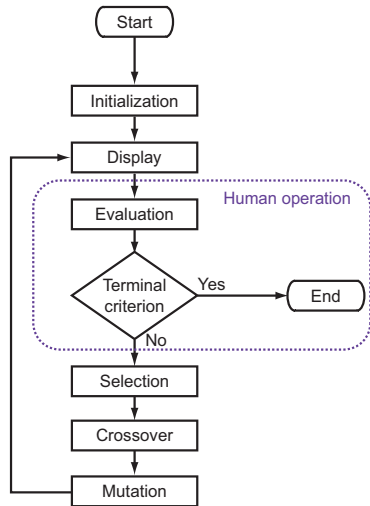 Start
Initialization
Display
Human operation
Evaluation
Terminal
criterion
Yes
End
No
Selection
Crossover
Mutation